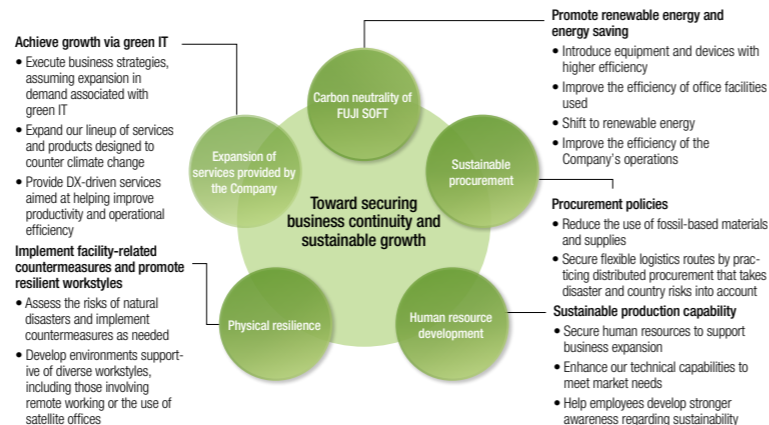 Achieve growth via green IT
• Execute business strategies,
assuming expansion in
demand associated with
green IT
• Expand our lineup of services
and products designed to
counter climate change
• Provide DX-driven services
aimed at helping improve
productivity and operational
efficiency
Implement facility-related
countermeasures and promote
resilient workstyles
• Assess the risks of natural
disasters and implement
countermeasures as needed
• Develop environments support-
ive of diverse workstyles,
including those involving
remote working or the use of
satellite offices
Carbon neutrality of
FUJI SOFT
Expansion of
services provided by
the Company
Sustainable
procurement
Toward securing
business continuity and
sustainable growth
Physical resilience
Human resource
development
Promote renewable energy and
energy saving
• Introduce equipment and devices with
higher efficiency
• Improve the efficiency of office facilities
used
• Shift to renewable energy
• Improve the efficiency of the
Company's operations
Procurement policies
• Reduce the use of fossil-based materials
and supplies
• Secure flexible logistics routes by prac-
ticing distributed procurement that takes
disaster and country risks into account
Sustainable production capability
• Secure human resources to support
business expansion
• Enhance our technical capabilities to
meet market needs
• Help employees develop stronger
awareness regarding sustainability